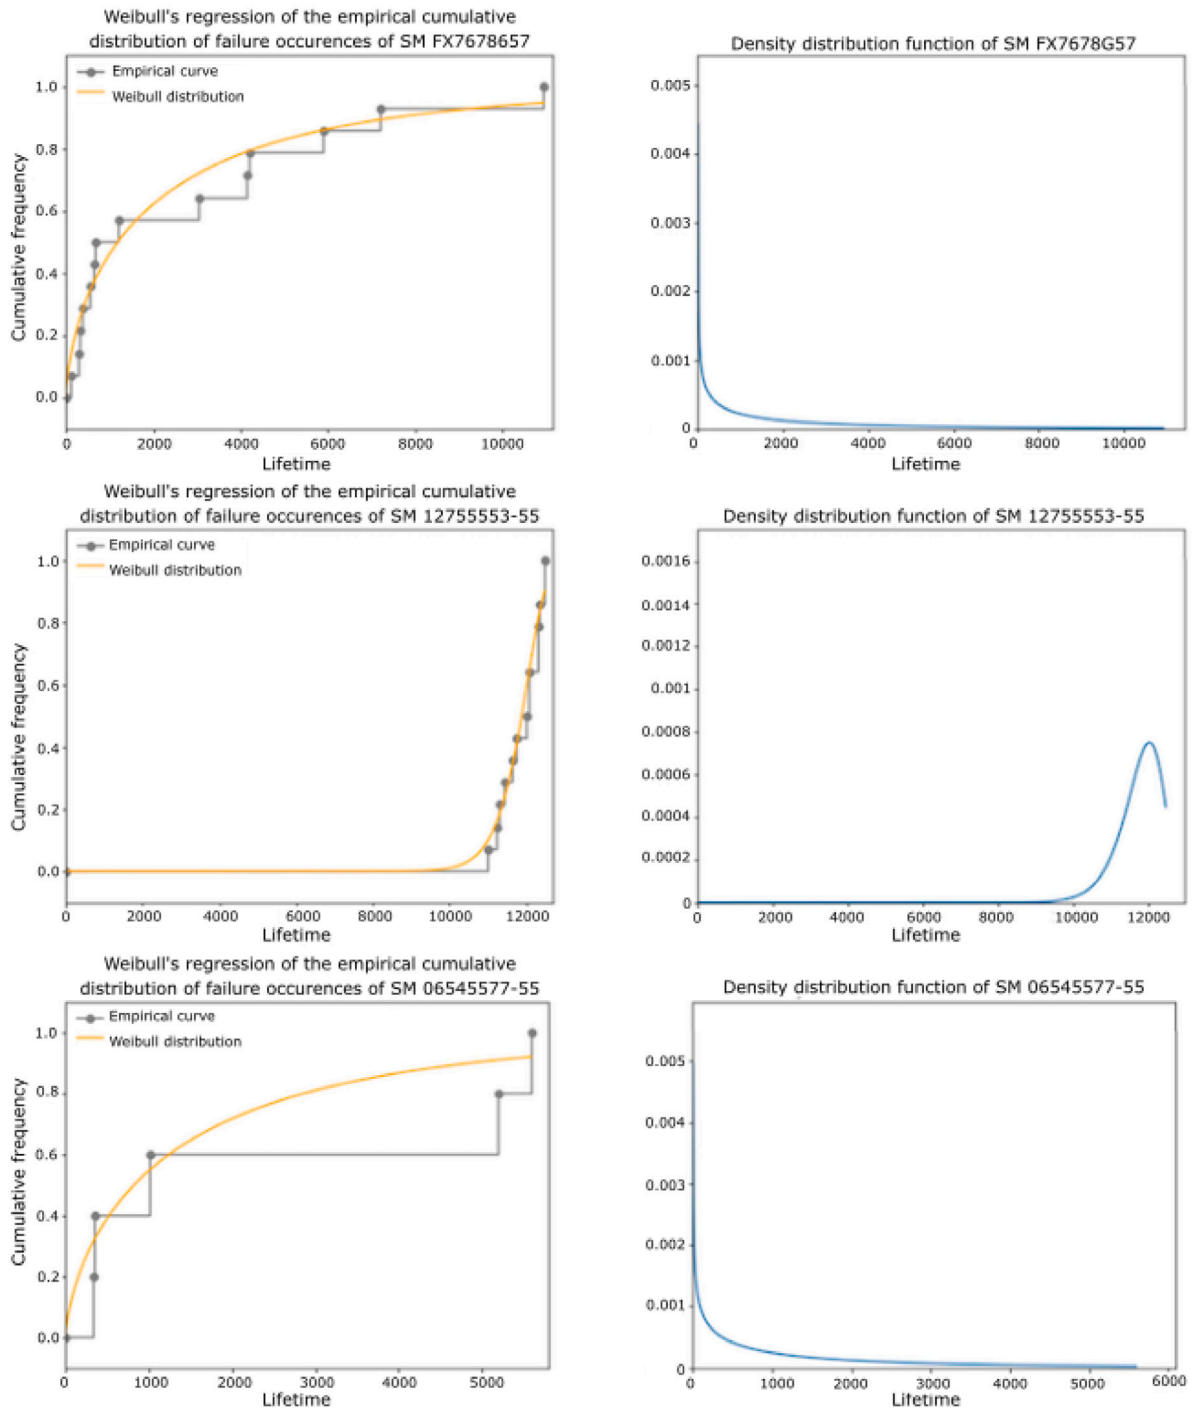 Weibull's regression of the empirical cumulative
distribution of failure occurences of SM FX7678657
Empirical curve
Weibull distribution
1.0
0.8
0.6
0.4
0.2
0.0
Cumulative frequency
0 2000 4000 6000 8000 10000
Lifetime
Density distribution function of SM FX7678G57
0.005
0.004
0.003
0.002
0.001
0
0 2000 4000 6000 8000 10000
Lifetime
Weibull's regression of the empirical cumulative
distribution of failure occurences of SM 12755553-55
Empirical curve
Weibull distribution
1.0
0.8
0.6
0.4
0.2
0.0
Cumulative frequency
0 2000 4000 6000 8000 10000 12000
Lifetime
Density distribution function of SM 12755553-55
0.0016
0.0014
0.0012
0.001
0.0008
0.0006
0.0004
0.0002
0
0 2000 4000 6000 8000 10000 12000
Lifetime
Weibull's regression of the empirical cumulative
distribution of failure occurences of SM 06545577-55
Empirical curve
Weibull distribution
1.0
0.8
0.6
0.4
0.2
0.0
Cumulative frequency
0 1000 2000 3000 4000 5000
Lifetime
Density distribution function of SM 06545577-55
0.005
0.004
0.003
0.002
0.001
0
0 1000 2000 3000 4000 5000 6000
Lifetime